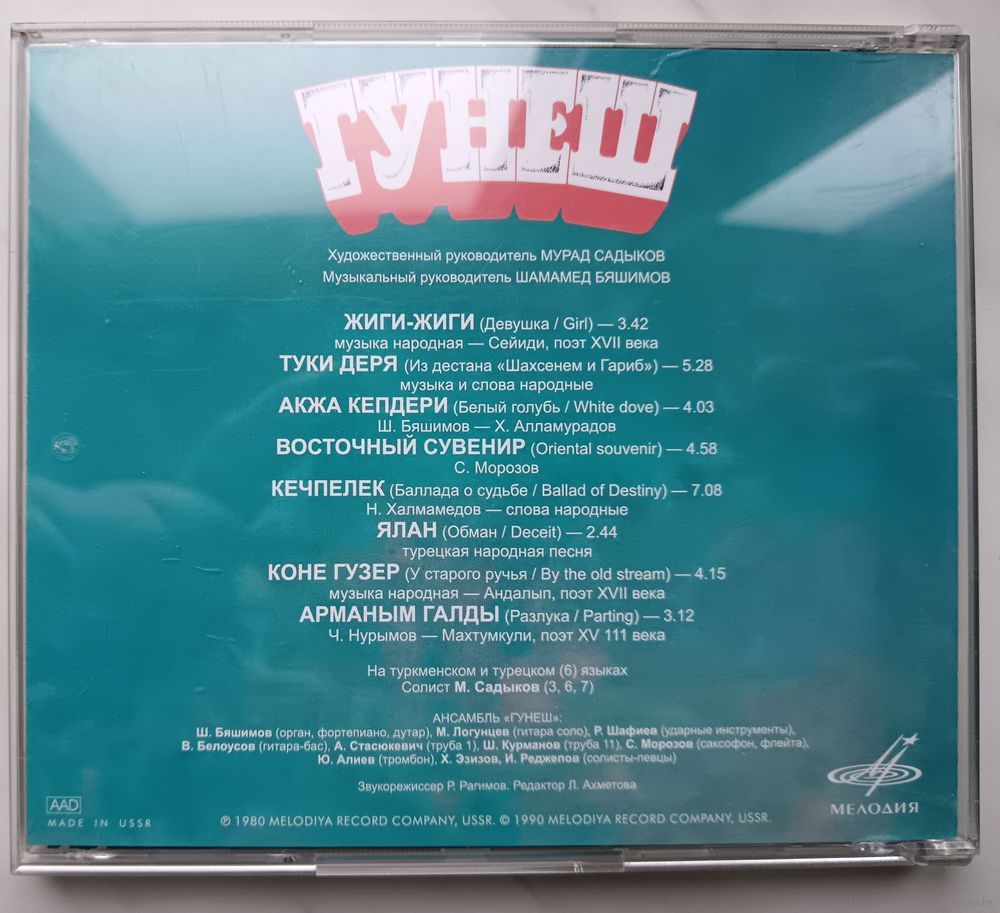 ГУНЕШ
Художественный руководитель МУРАД САДЫКОВ
Музыкальный руководитель ШАМАМЕД БЯШИМОВ
ЖИГИ-ЖИГИ (Девушка / Girl) — 3.42
музыка народная — Сейиди, поэт XVII века
ТУКИ ДЕРЯ (Из дестана «Шахсенем и Гариб») — 5.28
музыка и слова народные
АКЖА КЕПДЕРИ (Белый голубь / White dove) — 4.03
Ш. Бяшимов — Х. Алламурадов
ВОСТОЧНЫЙ СУВЕНИР (Oriental souvenir) — 4.58
С. Морозов
КЕЧПЕЛЕК (Баллада о судьбе / Ballad of Destiny) — 7.08
Н. Халмамедов — слова народные
ЯЛАН (Обман / Deceit) — 2.44
турецкая народная песня
КОНЕ ГУЗЕР (У старого ручья / By the old stream) — 4.15
музыка народная — Андалып, поэт XVII века
АРМАНЫМ ГАЛДЫ (Разлука / Parting) — 3.12
Ч. Нурымов — Махтумкули, поэт XV 111 века
На туркменском и турецком (6) языках
Солист М. Садыков (3, 6, 7)
АНСАМБЛЬ «ГУНЕШ»:
Ш. Бяшимов (орган, фортепиано, дутар), М. Логунцев (гитара соло), Р. Шафиев (ударные инструменты),
В. Белоусов (гитара-бас), А. Стасюкевич (труба 1), Ш. Курманов (труба 11), С. Морозов (саксофон, флейта),
Ю. Алиев (тромбон), Х. Эзизов, И. Реджепов (солисты-певцы)
Звукорежиссер Р. Рагимов. Редактор Л. Ахметова
AAD
MADE IN USSR
℗ 1980 MELODIYA RECORD COMPANY, USSR. © 1990 MELODIYA RECORD COMPANY, USSR.
МЕЛОДИЯ